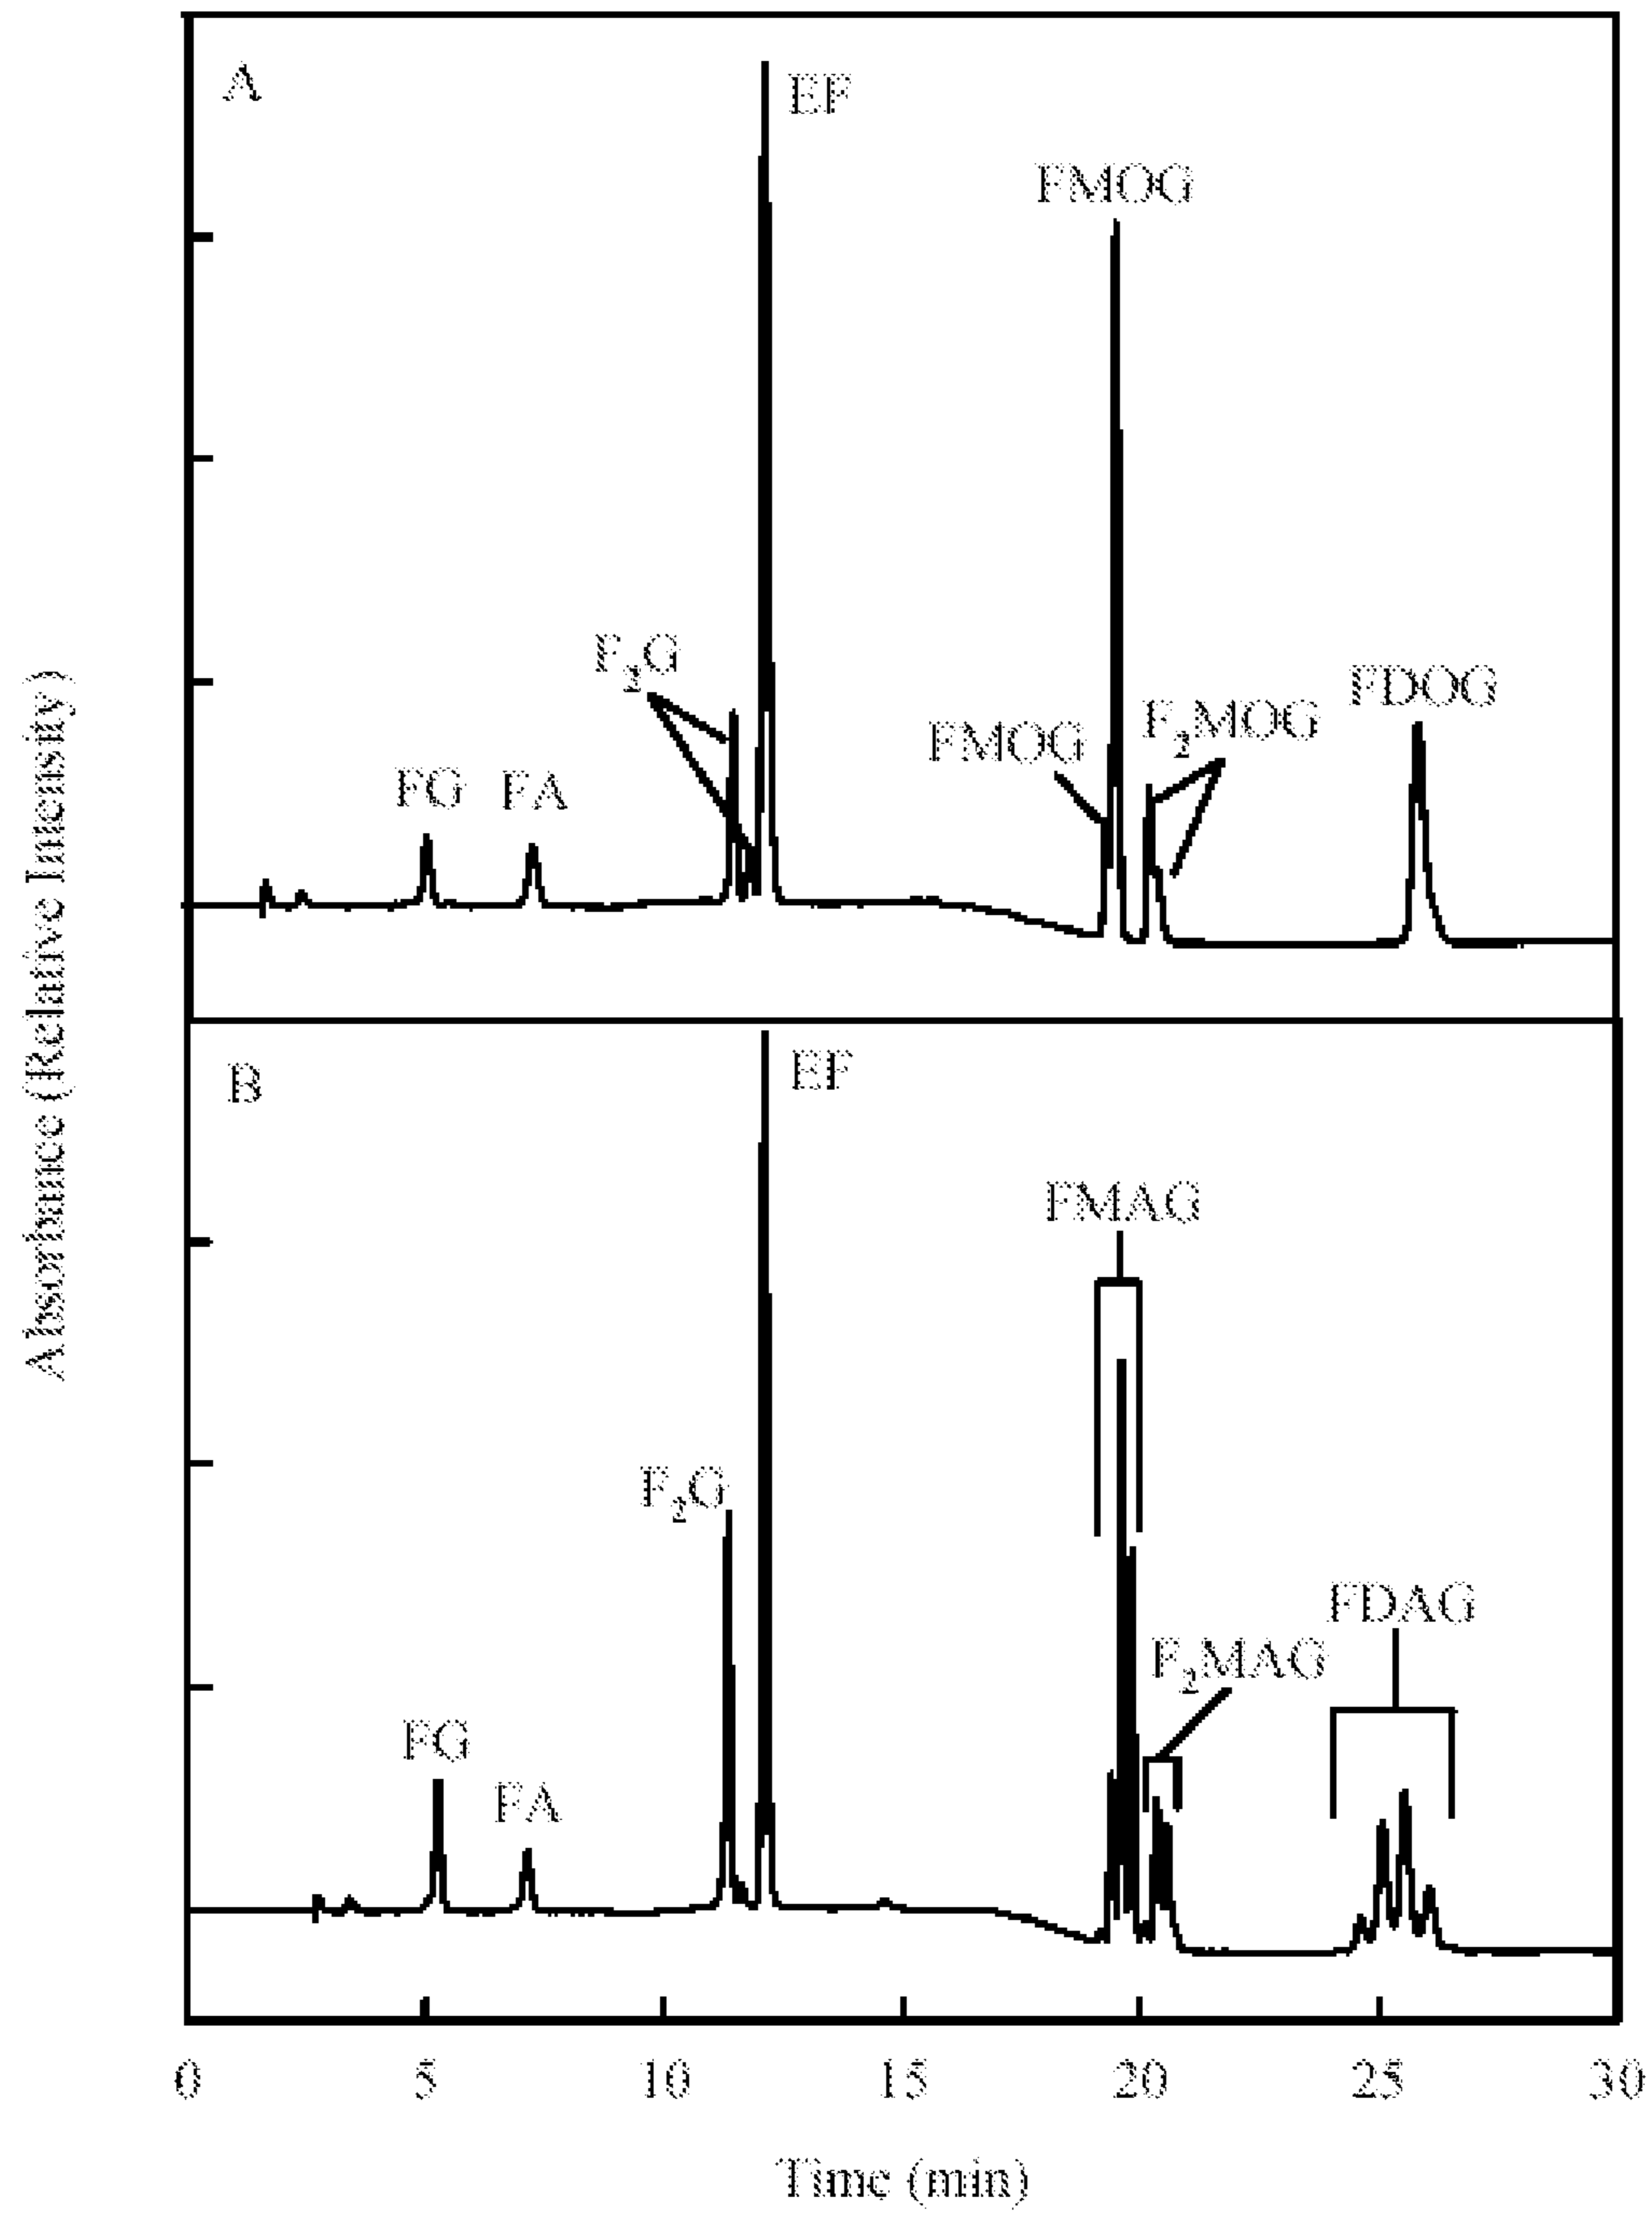 A
EF
FMOG
F₂G
FDOG
F₂MOG
FMOG
FG
FA
Absorbance (Relative Intensity)
B
EF
FMAG
F₂G
FDAG
F₂MAG
FG
FA
0 5 10 15 20 25 30
Time (min)